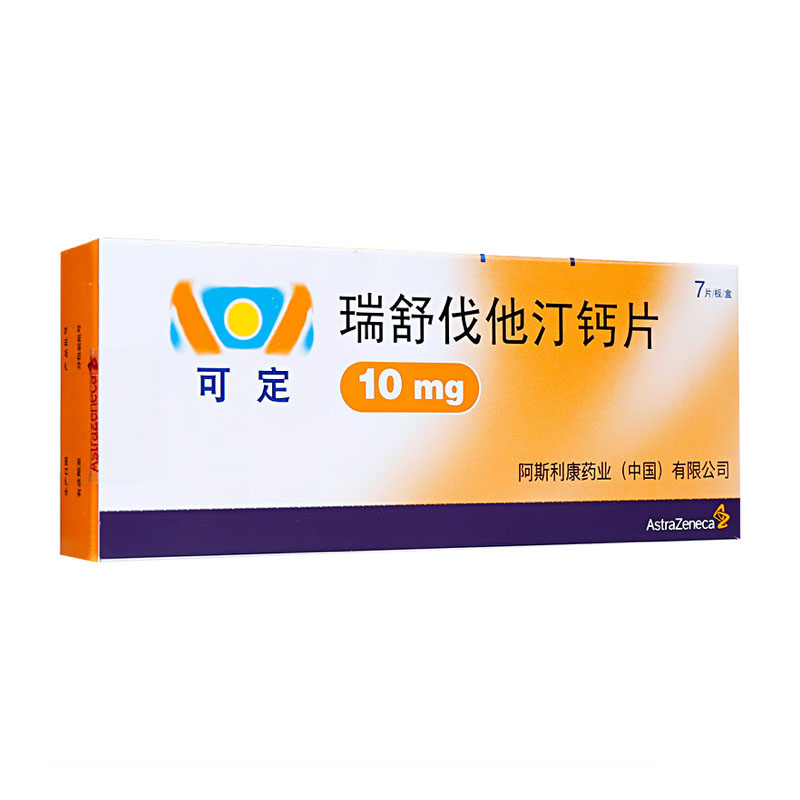 可定
瑞舒伐他汀钙片
10 mg
7片/板/盒
阿斯利康药业（中国）有限公司
AstraZeneca
AstraZeneca